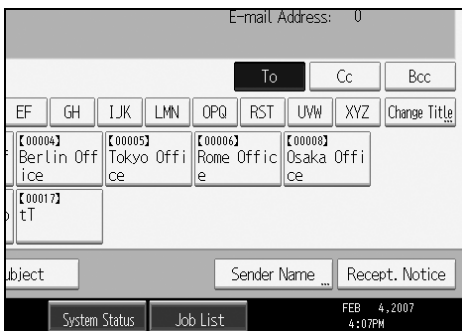 E-mail Address: 0
To Cc Bcc
EF GH IJK LMN OPQ RST UVW XYZ Change Title
【00004】 【00005】 【00006】 【00008】
Berlin Off Tokyo Offi Rome Offic Osaka Offi
ice ce e ce
【00017】
tT
ubject Sender Name Recept. Notice
System Status Job List FEB 4,2007
4:07PM